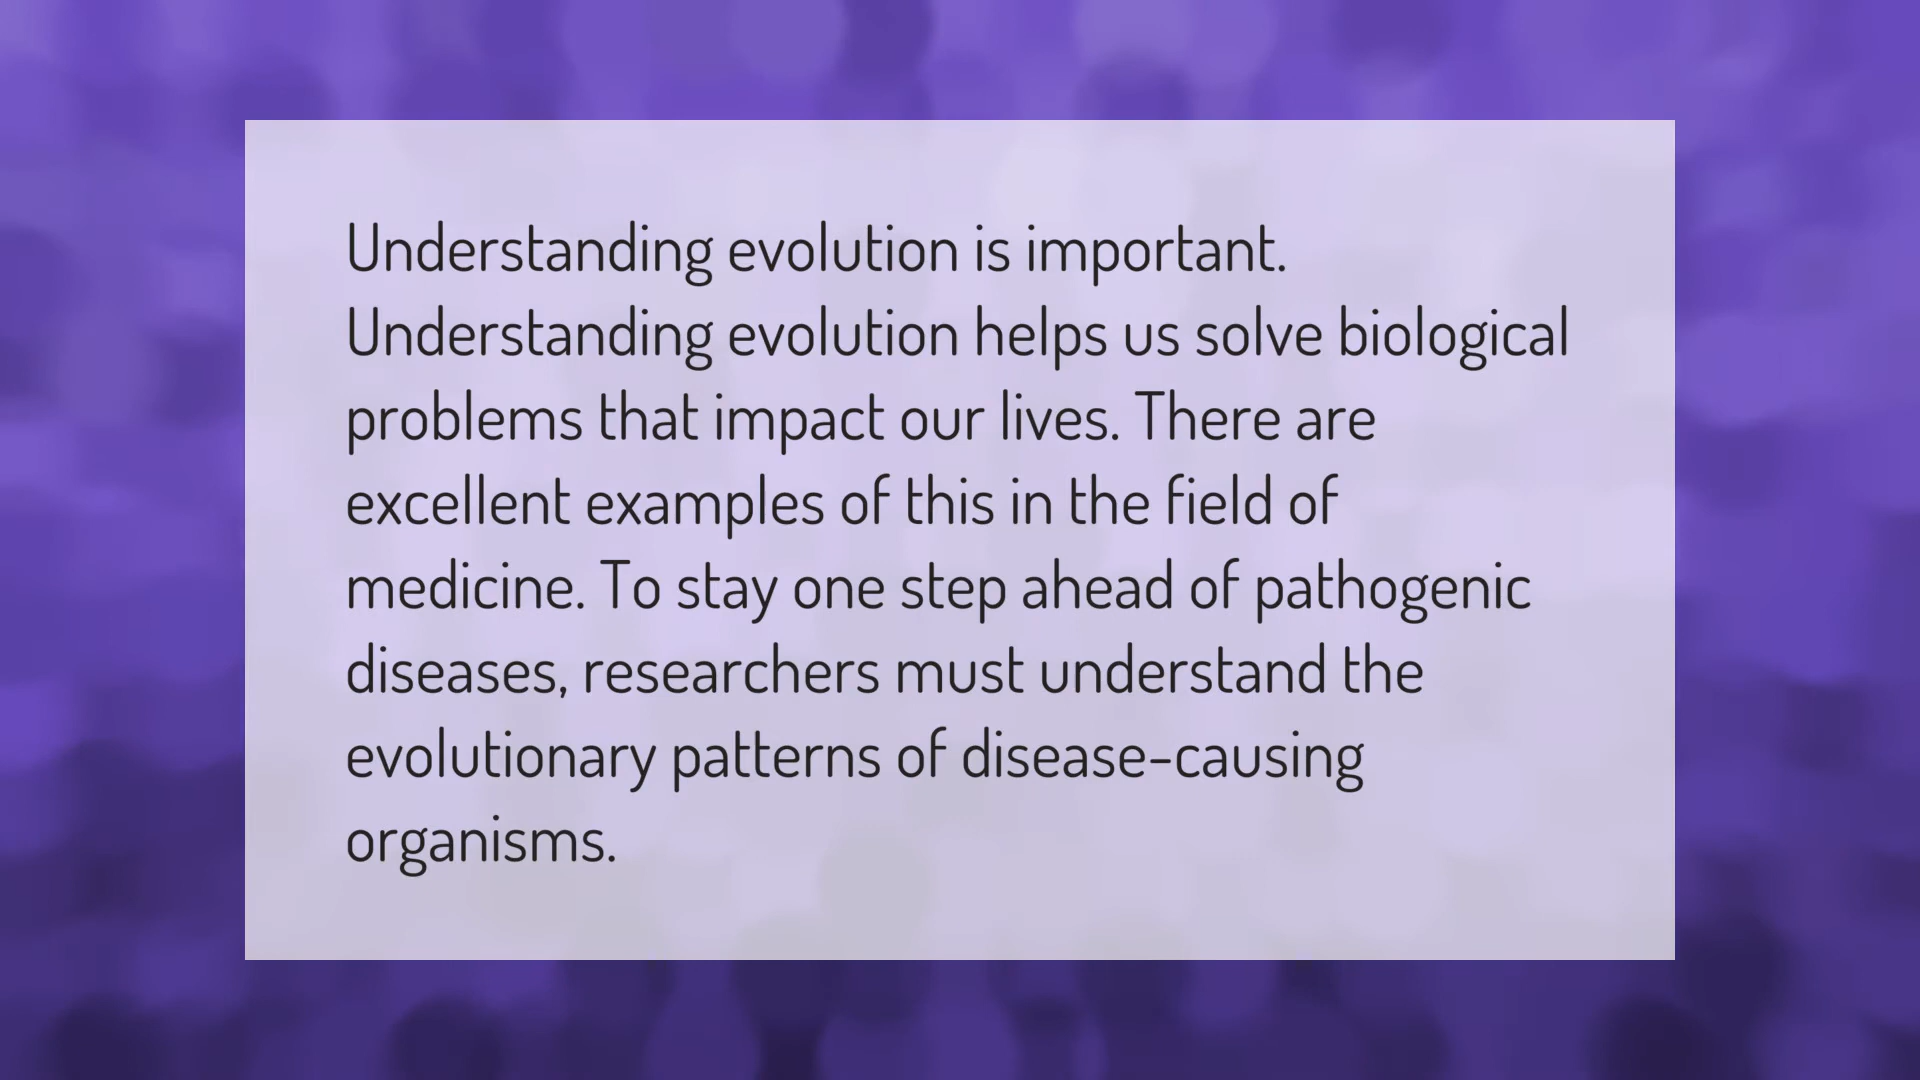 Understanding evolution is important.
Understanding evolution helps us solve biological
problems that impact our lives. There are
excellent examples of this in the field of
medicine. To stay one step ahead of pathogenic
diseases, researchers must understand the
evolutionary patterns of disease-causing
organisms.